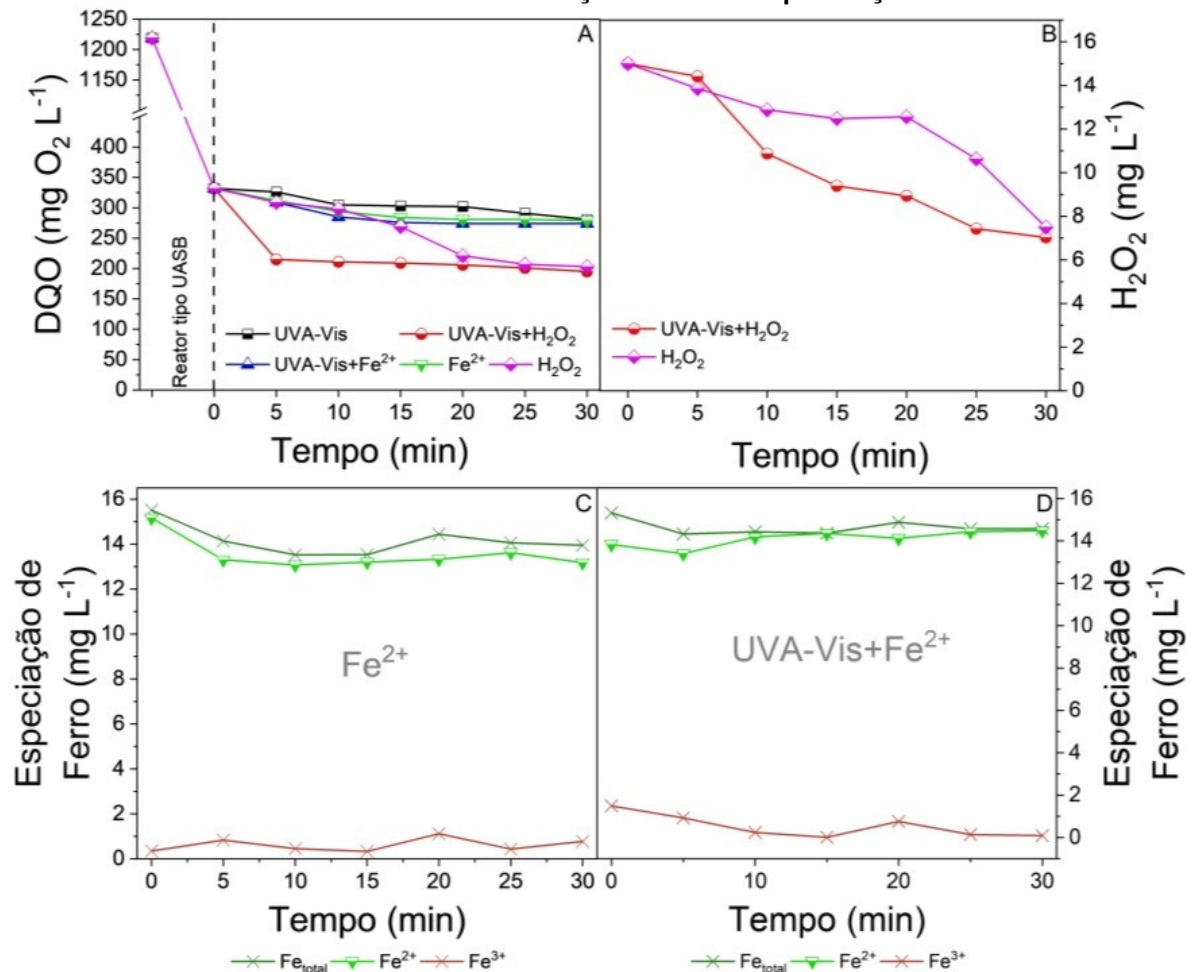 A
1250
1200
1150
400
350
300
250
200
150
100
50
0
DQO (mg O₂ L⁻¹)
Reator tipo UASB
UVA-Vis
UVA-Vis+H₂O₂
UVA-Vis+Fe²⁺
Fe²⁺
H₂O₂
0 5 10 15 20 25 30
Tempo (min)
B
16
14
12
10
8
6
4
2
0
H₂O₂ (mg L⁻¹)
UVA-Vis+H₂O₂
H₂O₂
0 5 10 15 20 25 30
Tempo (min)
C
16
14
12
10
8
6
4
2
0
Especiação de
Ferro (mg L⁻¹)
Fe²⁺
0 5 10 15 20 25 30
Tempo (min)
Fetotal Fe²⁺ Fe³⁺
D
16
14
12
10
8
6
4
2
0
Especiação de
Ferro (mg L⁻¹)
UVA-Vis+Fe²⁺
0 5 10 15 20 25 30
Tempo (min)
Fetotal Fe²⁺ Fe³⁺